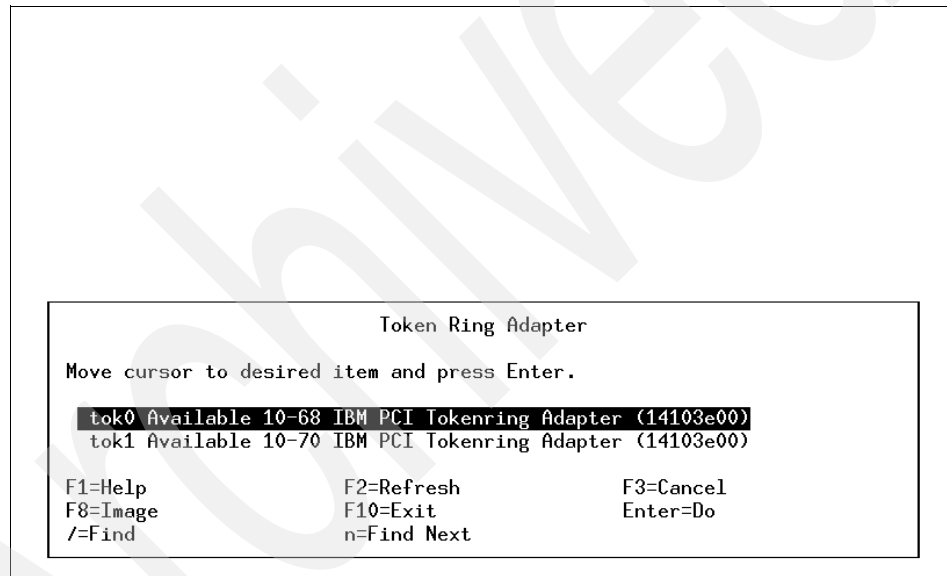 Token Ring Adapter
Move cursor to desired item and press Enter.
tok0 Available 10-68 IBM PCI Tokenring Adapter (14103e00)
tok1 Available 10-70 IBM PCI Tokenring Adapter (14103e00)
F1=Help F2=Refresh F3=Cancel
F8=Image F10=Exit Enter=Do
/=Find n=Find Next